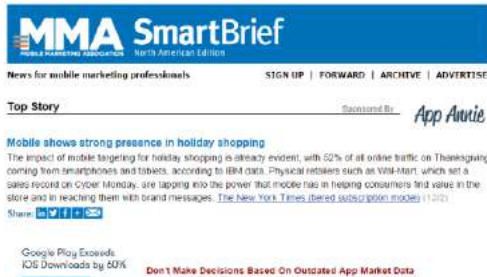 MMA SmartBrief
MOBILE MARKETING ASSOCIATION North American Edition
News for mobile marketing professionals SIGN UP | FORWARD | ARCHIVE | ADVERTISE
Top Story Sponsored By App Annie
Mobile shows strong presence in holiday shopping
The impact of mobile targeting for holiday shopping is already evident, with 52% of all online traffic on Thanksgiving
coming from smartphones and tablets, according to IBM data. Physical retailers such as Wal-Mart, which set a
sales record on Cyber Monday, are tapping into the power that mobile has in helping consumers find value in the
store and in reaching them with brand messages. The New York Times (tiered subscription model) (12/2)
Share:
Google Play Exceeds
iOS Downloads by 60%
Don't Make Decisions Based On Outdated App Market Data